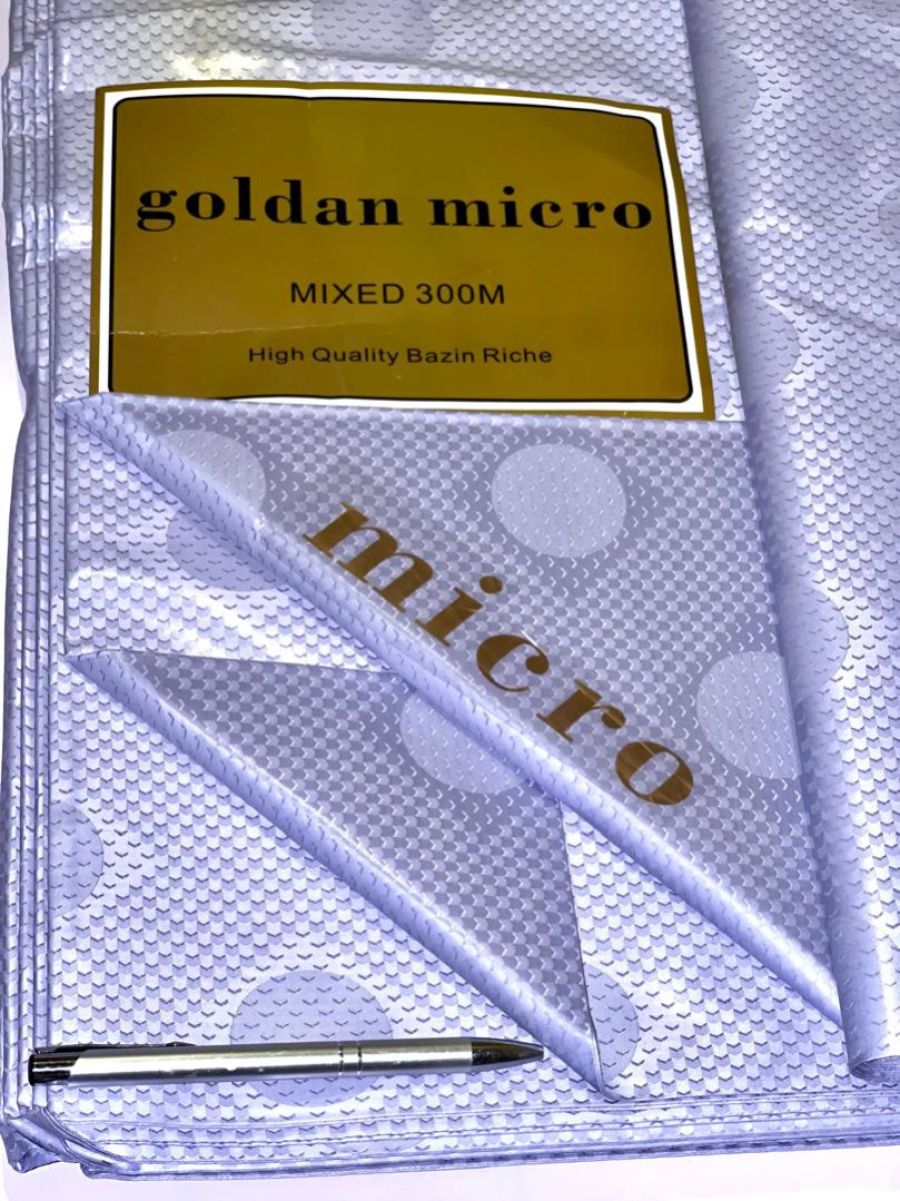 goldan micro
MIXED 300M
High Quality Bazin Riche
micro